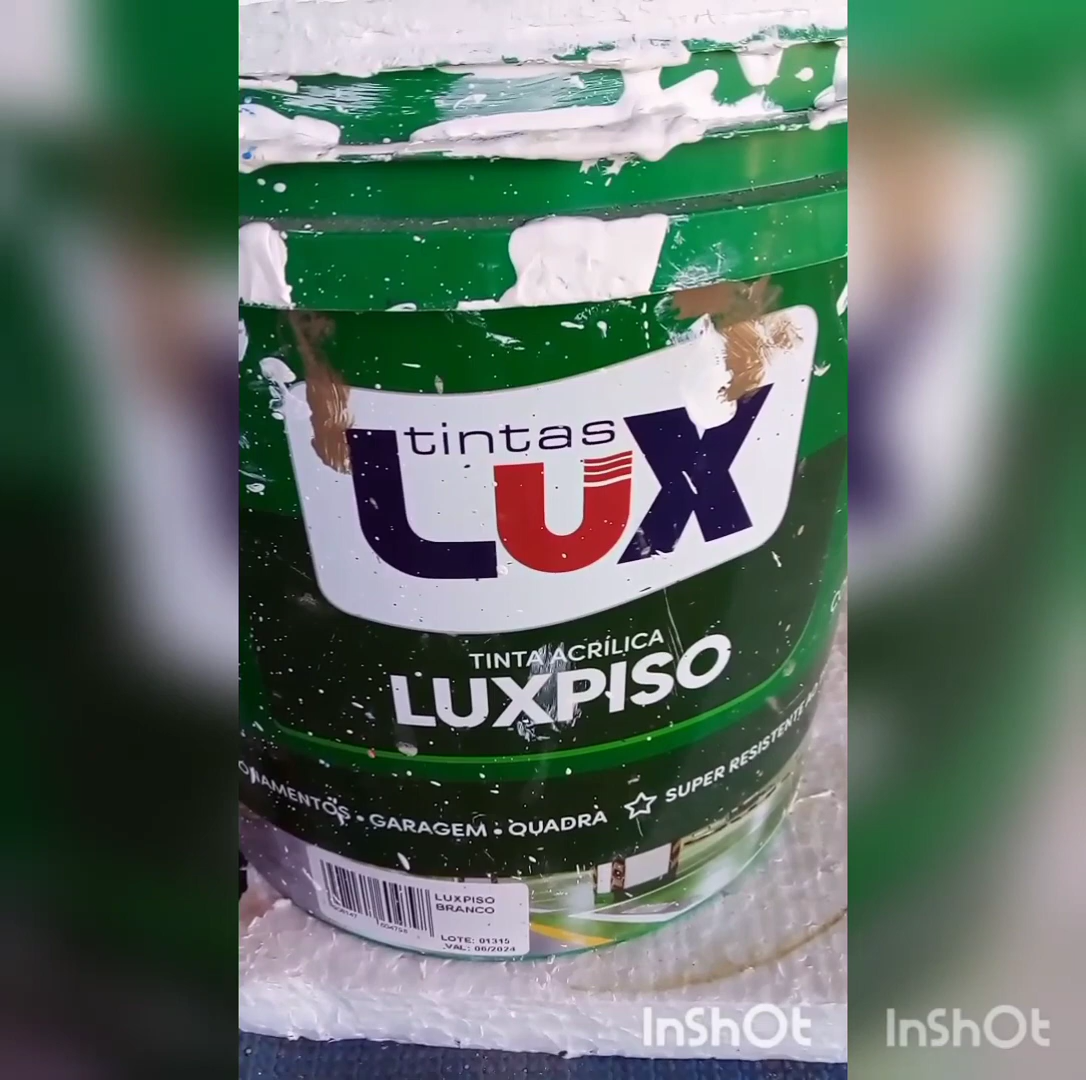 tintas
LUX
TINTA ACRÍLICA
LUXPISO
GARAGEM • QUADRA ☆ SUPER RESISTENTE
LUXPISO
BRANCO
LOTE: 01315
VAL: 06/2024
InShOt InShOt